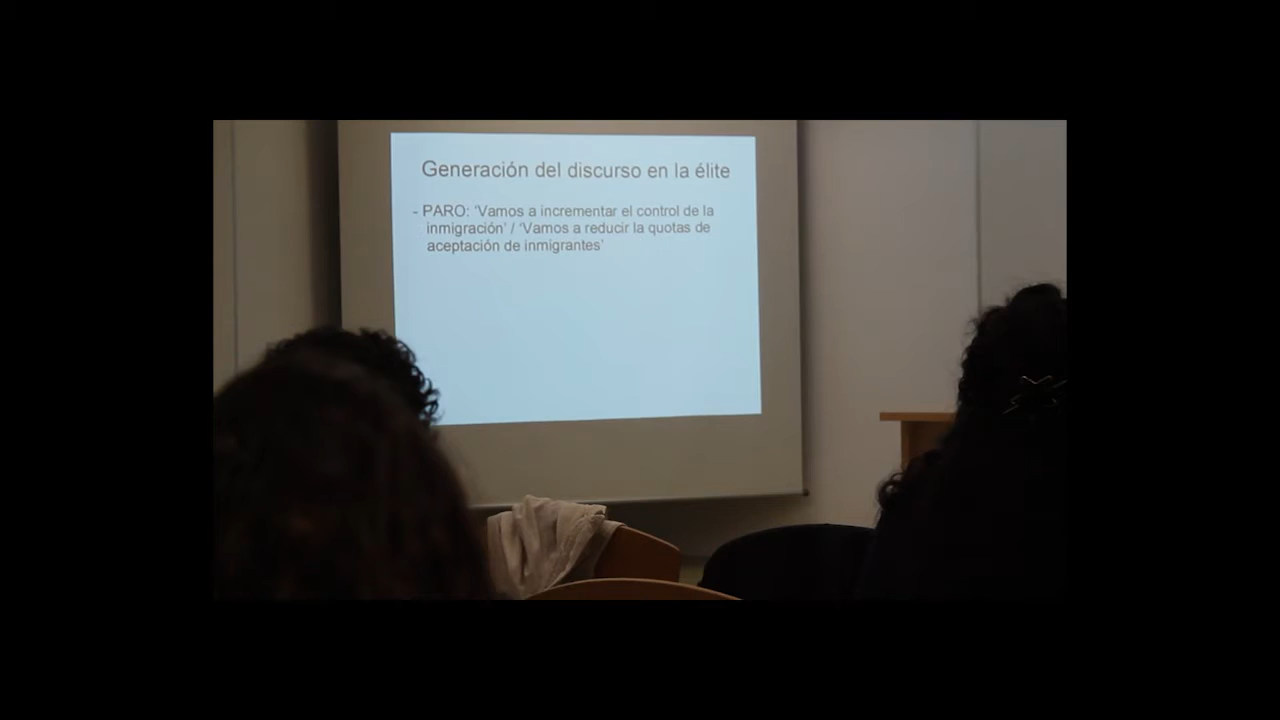 Generación del discurso en la élite
- PARO: ‘Vamos a incrementar el control de la
inmigración’ / ‘Vamos a reducir la quotas de
aceptación de inmigrantes’